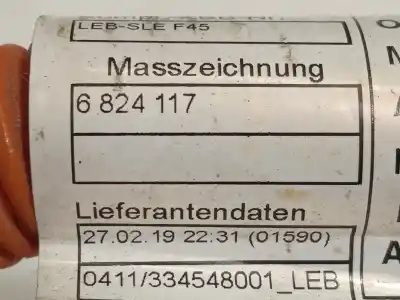 LEB-SLE F45
Masszeichnung
6 824 117
Lieferantendaten
27.02.19 22:31 (01590)
0411/334548001_LEB